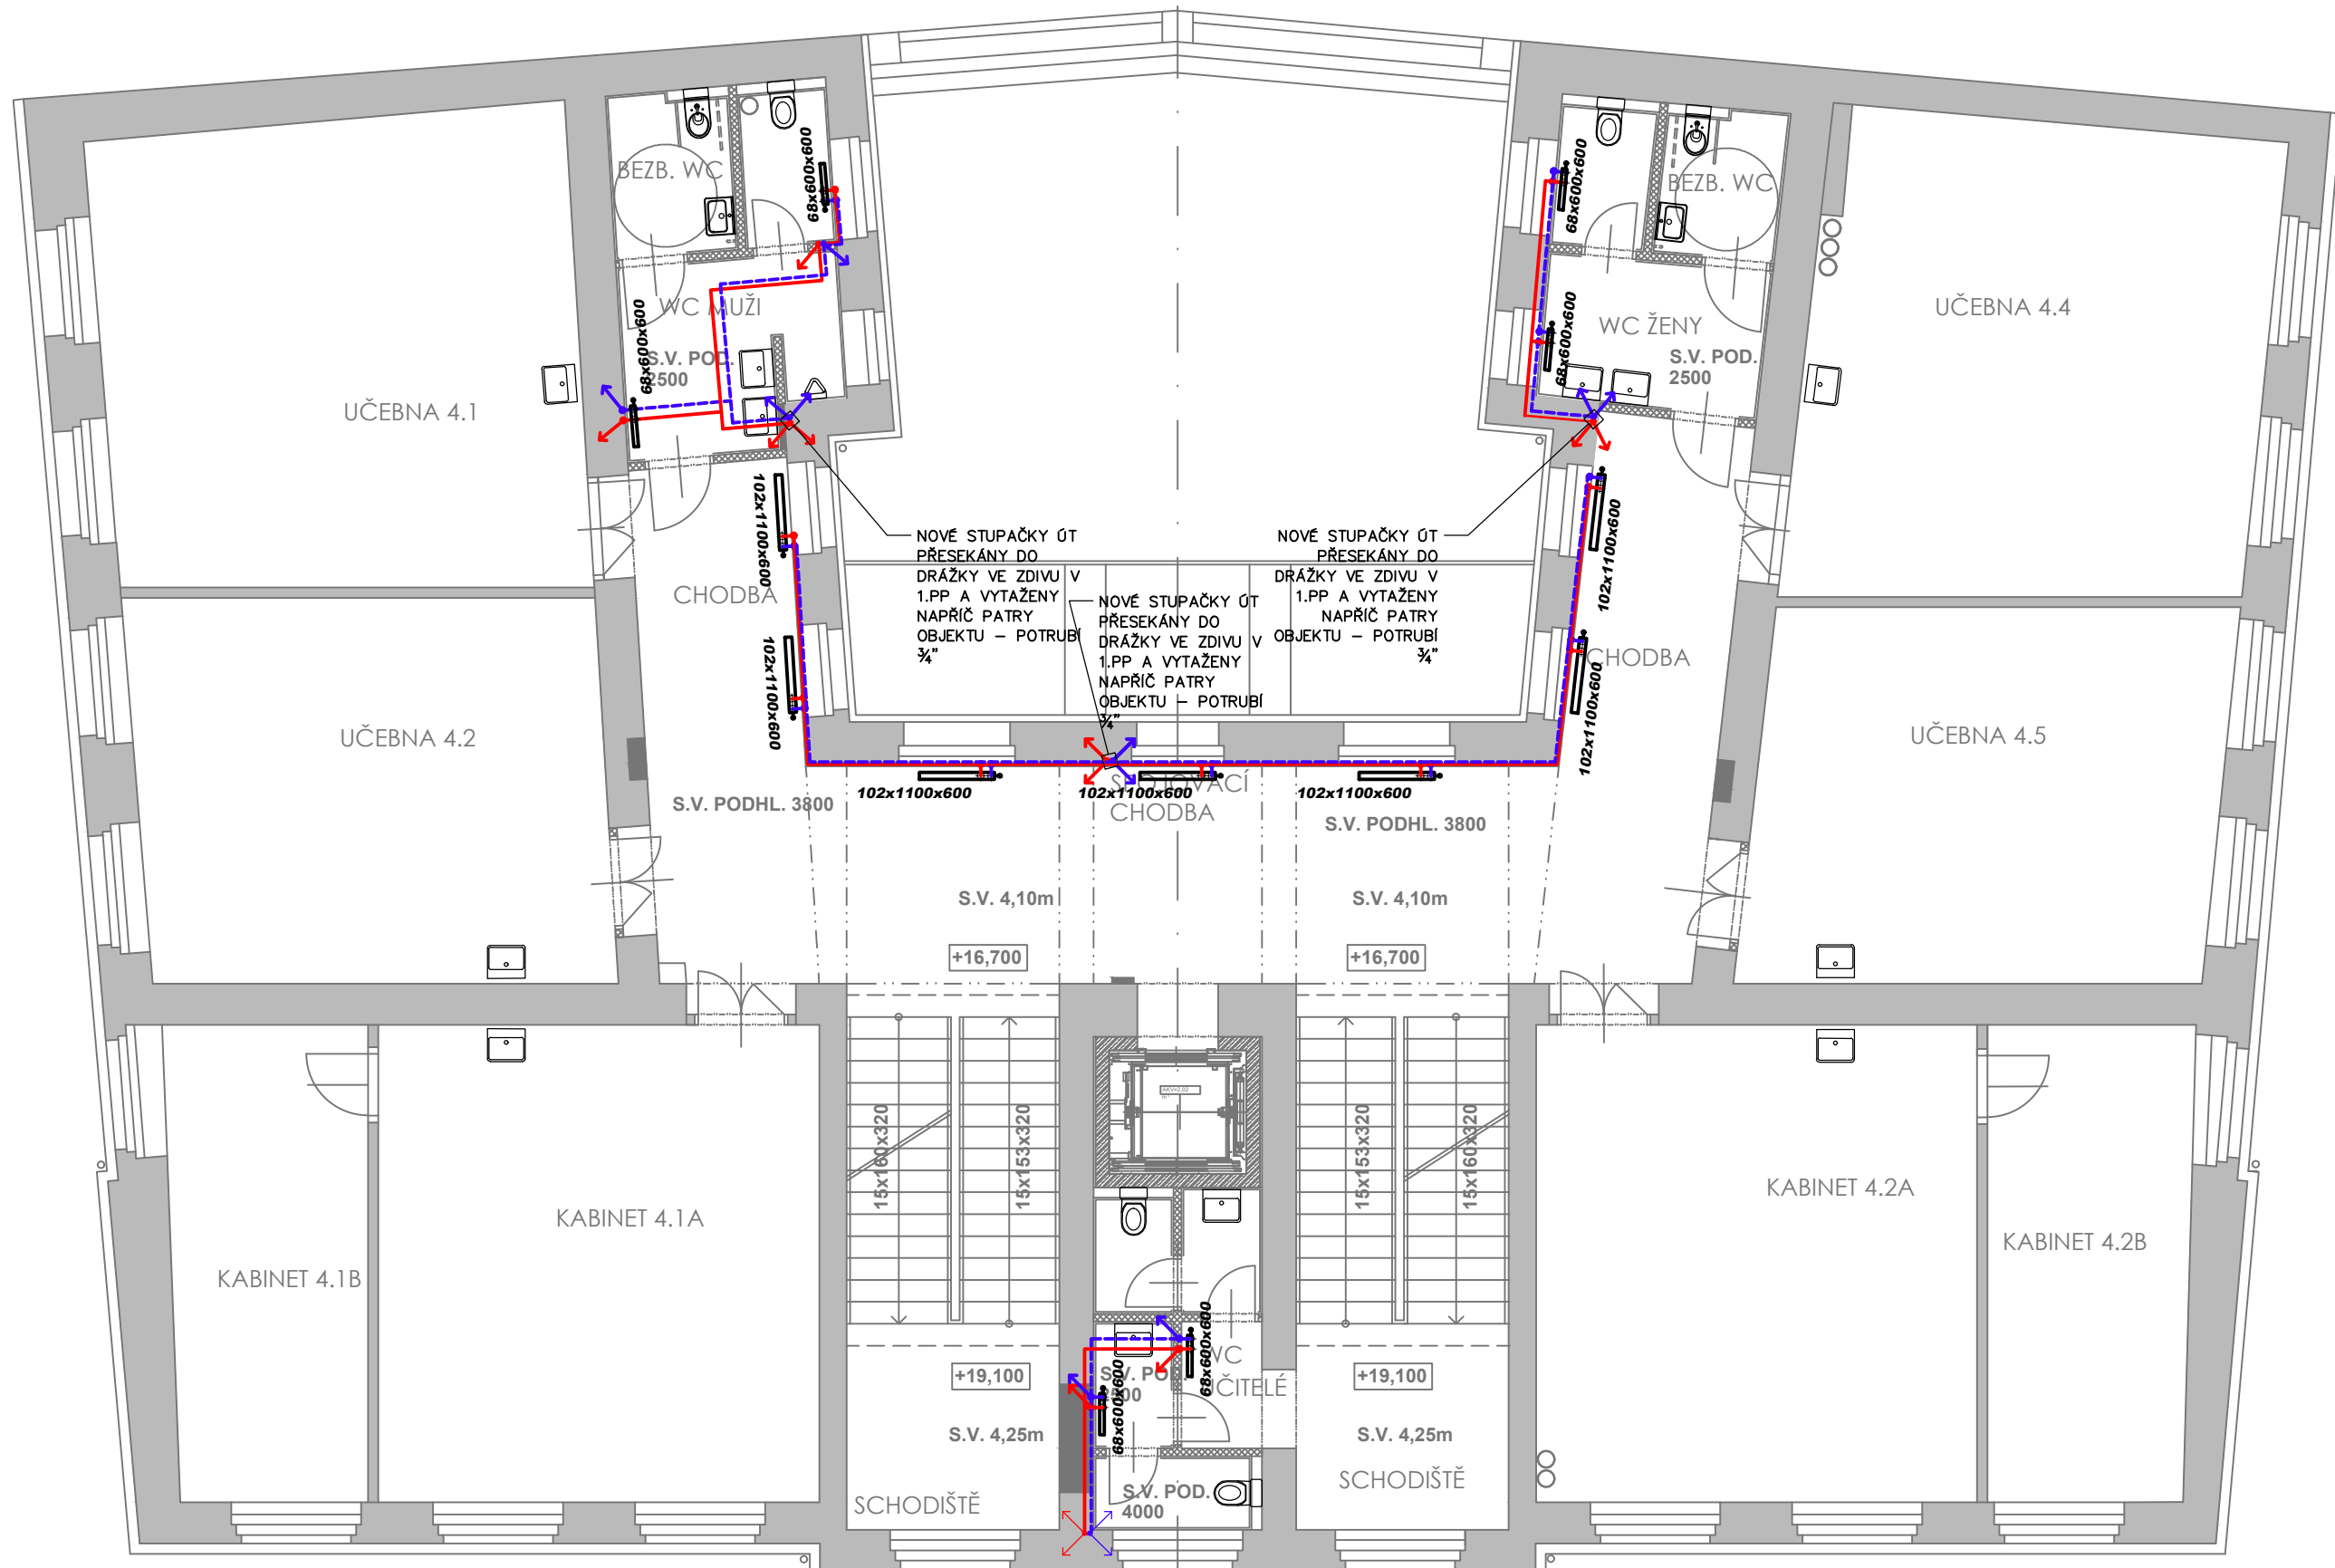 BEZB. WC
68x600x600
WC MUŽI
68x600x600
S.V. POD.
2500
UČEBNA 4.1
68x600x600
BEZB. WC
UČEBNA 4.4
WC ŽENY
68x600x600
S.V. POD.
2500
102x1100x600
NOVÉ STUPAČKY ÚT
PŘESEKÁNY DO
DRÁŽKY VE ZDIVU V
1.PP A VYTAŽENY
NAPŘÍČ PATRY
OBJEKTU – POTRUBÍ
¾"
NOVÉ STUPAČKY ÚT
PŘESEKÁNY DO
DRÁŽKY VE ZDIVU V
1.PP A VYTAŽENY
NAPŘÍČ PATRY
OBJEKTU – POTRUBÍ
¾"
NOVÉ STUPAČKY ÚT
PŘESEKÁNY DO
DRÁŽKY VE ZDIVU V
1.PP A VYTAŽENY
NAPŘÍČ PATRY
OBJEKTU – POTRUBÍ
¾"
102x1100x600
CHODBA
102x1100x600
CHODBA
102x1100x600
UČEBNA 4.2
UČEBNA 4.5
102x1100x600
102x1100x600
102x1100x600
SPOJOVACÍ
CHODBA
S.V. PODHL. 3800
S.V. PODHL. 3800
S.V. 4,10m
S.V. 4,10m
+16,700
+16,700
15x160x320
15x153x320
15x153x320
15x160x320
KABINET 4.1A
KABINET 4.1B
KABINET 4.2A
KABINET 4.2B
68x600x600
WC
UČITELÉ
68x600x600
S.V. POD.
2500
+19,100
+19,100
S.V. 4,25m
S.V. 4,25m
SCHODIŠTĚ
SCHODIŠTĚ
S.V. POD.
4000